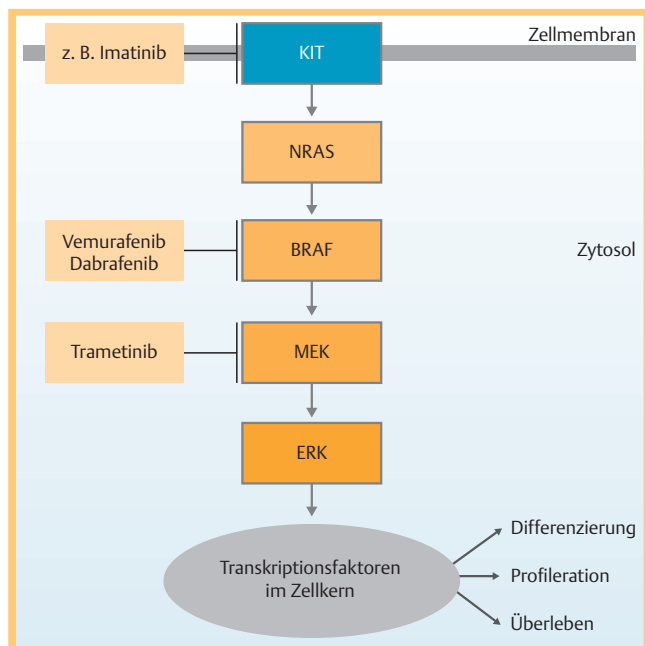 Zellmembran
z. B. Imatinib
KIT
NRAS
Vemurafenib
Dabrafenib
BRAF
Zytosol
Trametinib
MEK
ERK
Transkriptionsfaktoren
im Zellkern
Differenzierung
Profileration
Überleben